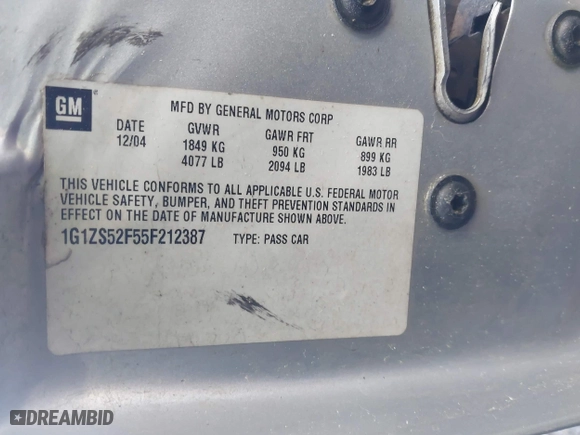 GM
MFD BY GENERAL MOTORS CORP
DATE GVWR GAWR FRT GAWR RR
12/04 1849 KG 950 KG 899 KG
4077 LB 2094 LB 1983 LB
THIS VEHICLE CONFORMS TO ALL APPLICABLE U.S. FEDERAL MOTOR
VEHICLE SAFETY, BUMPER, AND THEFT PREVENTION STANDARDS IN
EFFECT ON THE DATE OF MANUFACTURE SHOWN ABOVE.
1G1ZS52F55F212387 TYPE: PASS CAR
DREAMBID